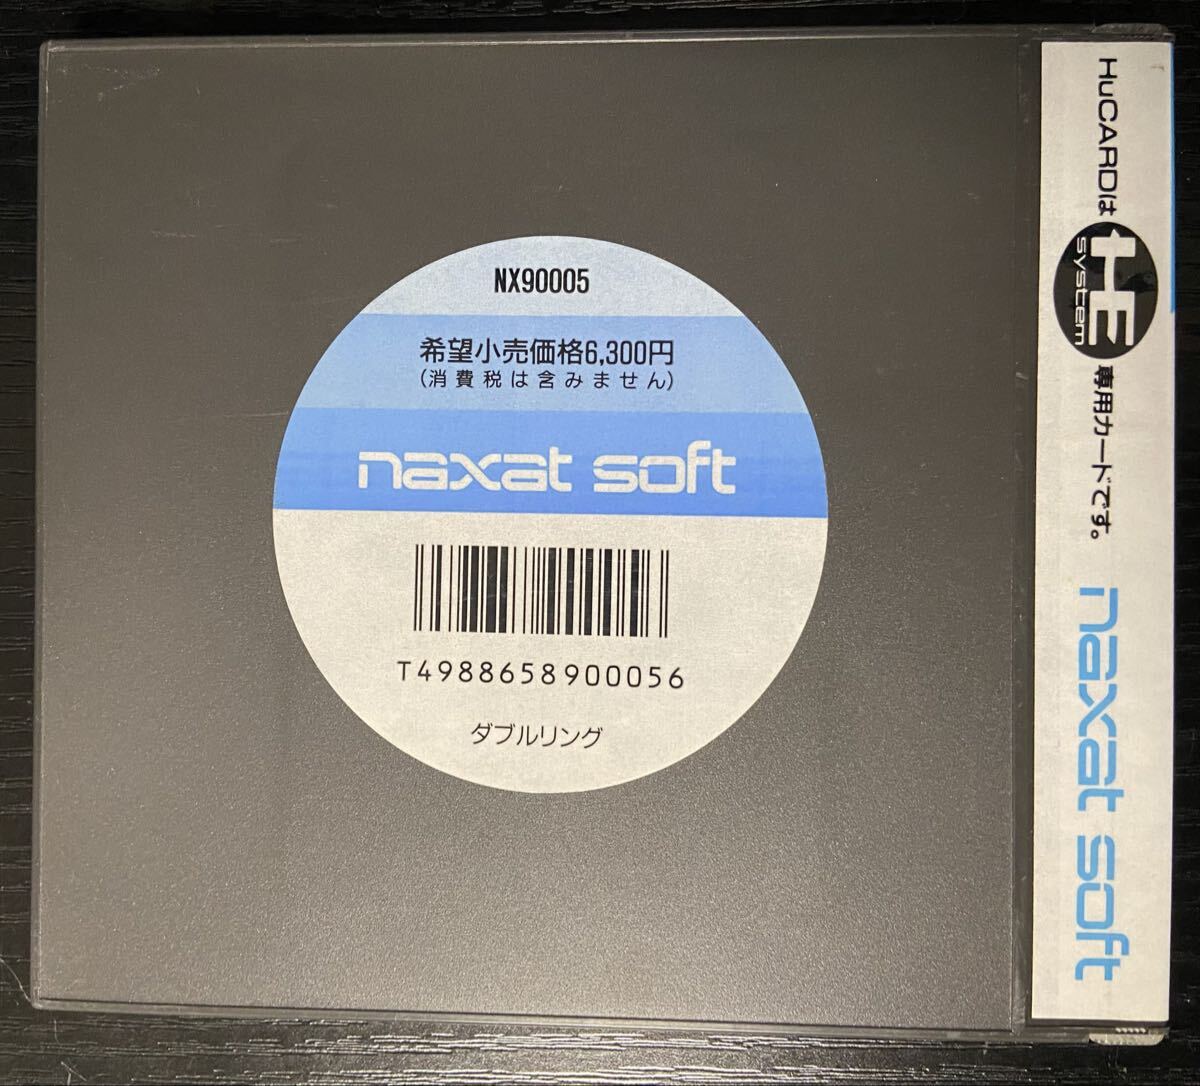 NX90005
希望小売価格6,300円
(消費税は含みません)
naxat soft
T4988658900056
ダブルリング
HuCARDは HE system 専用カードです。 naxat soft